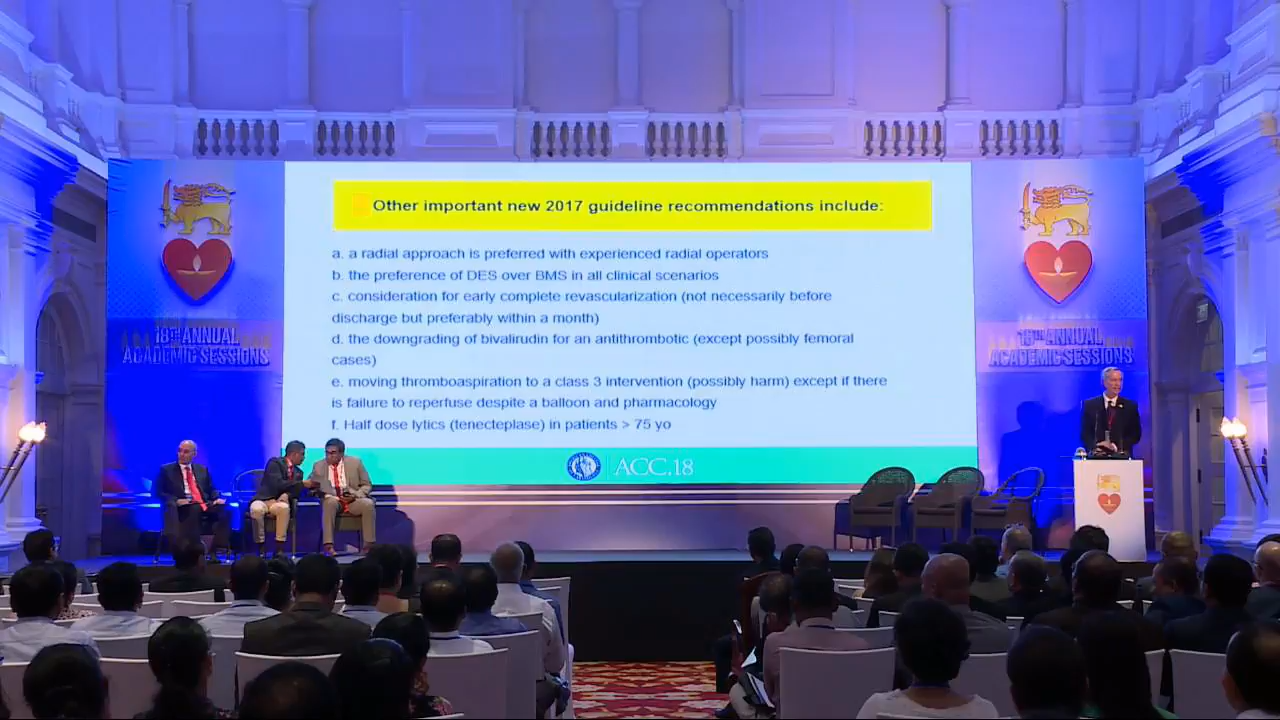 Other important new 2017 guideline recommendations include:
a. a radial approach is preferred with experienced radial operators
b. the preference of DES over BMS in all clinical scenarios
c. consideration for early complete revascularization (not necessarily before
discharge but preferably within a month)
d. the downgrading of bivalirudin for an antithrombotic (except possibly femoral
cases)
e. moving thromboaspiration to a class 3 intervention (possibly harm) except if there
is failure to reperfuse despite a balloon and pharmacology
f. Half dose lytics (tenecteplase) in patients > 75 yo
ACC.18
18TH ANNUAL
ACADEMIC SESSIONS
18TH ANNUAL
ACADEMIC SESSIONS